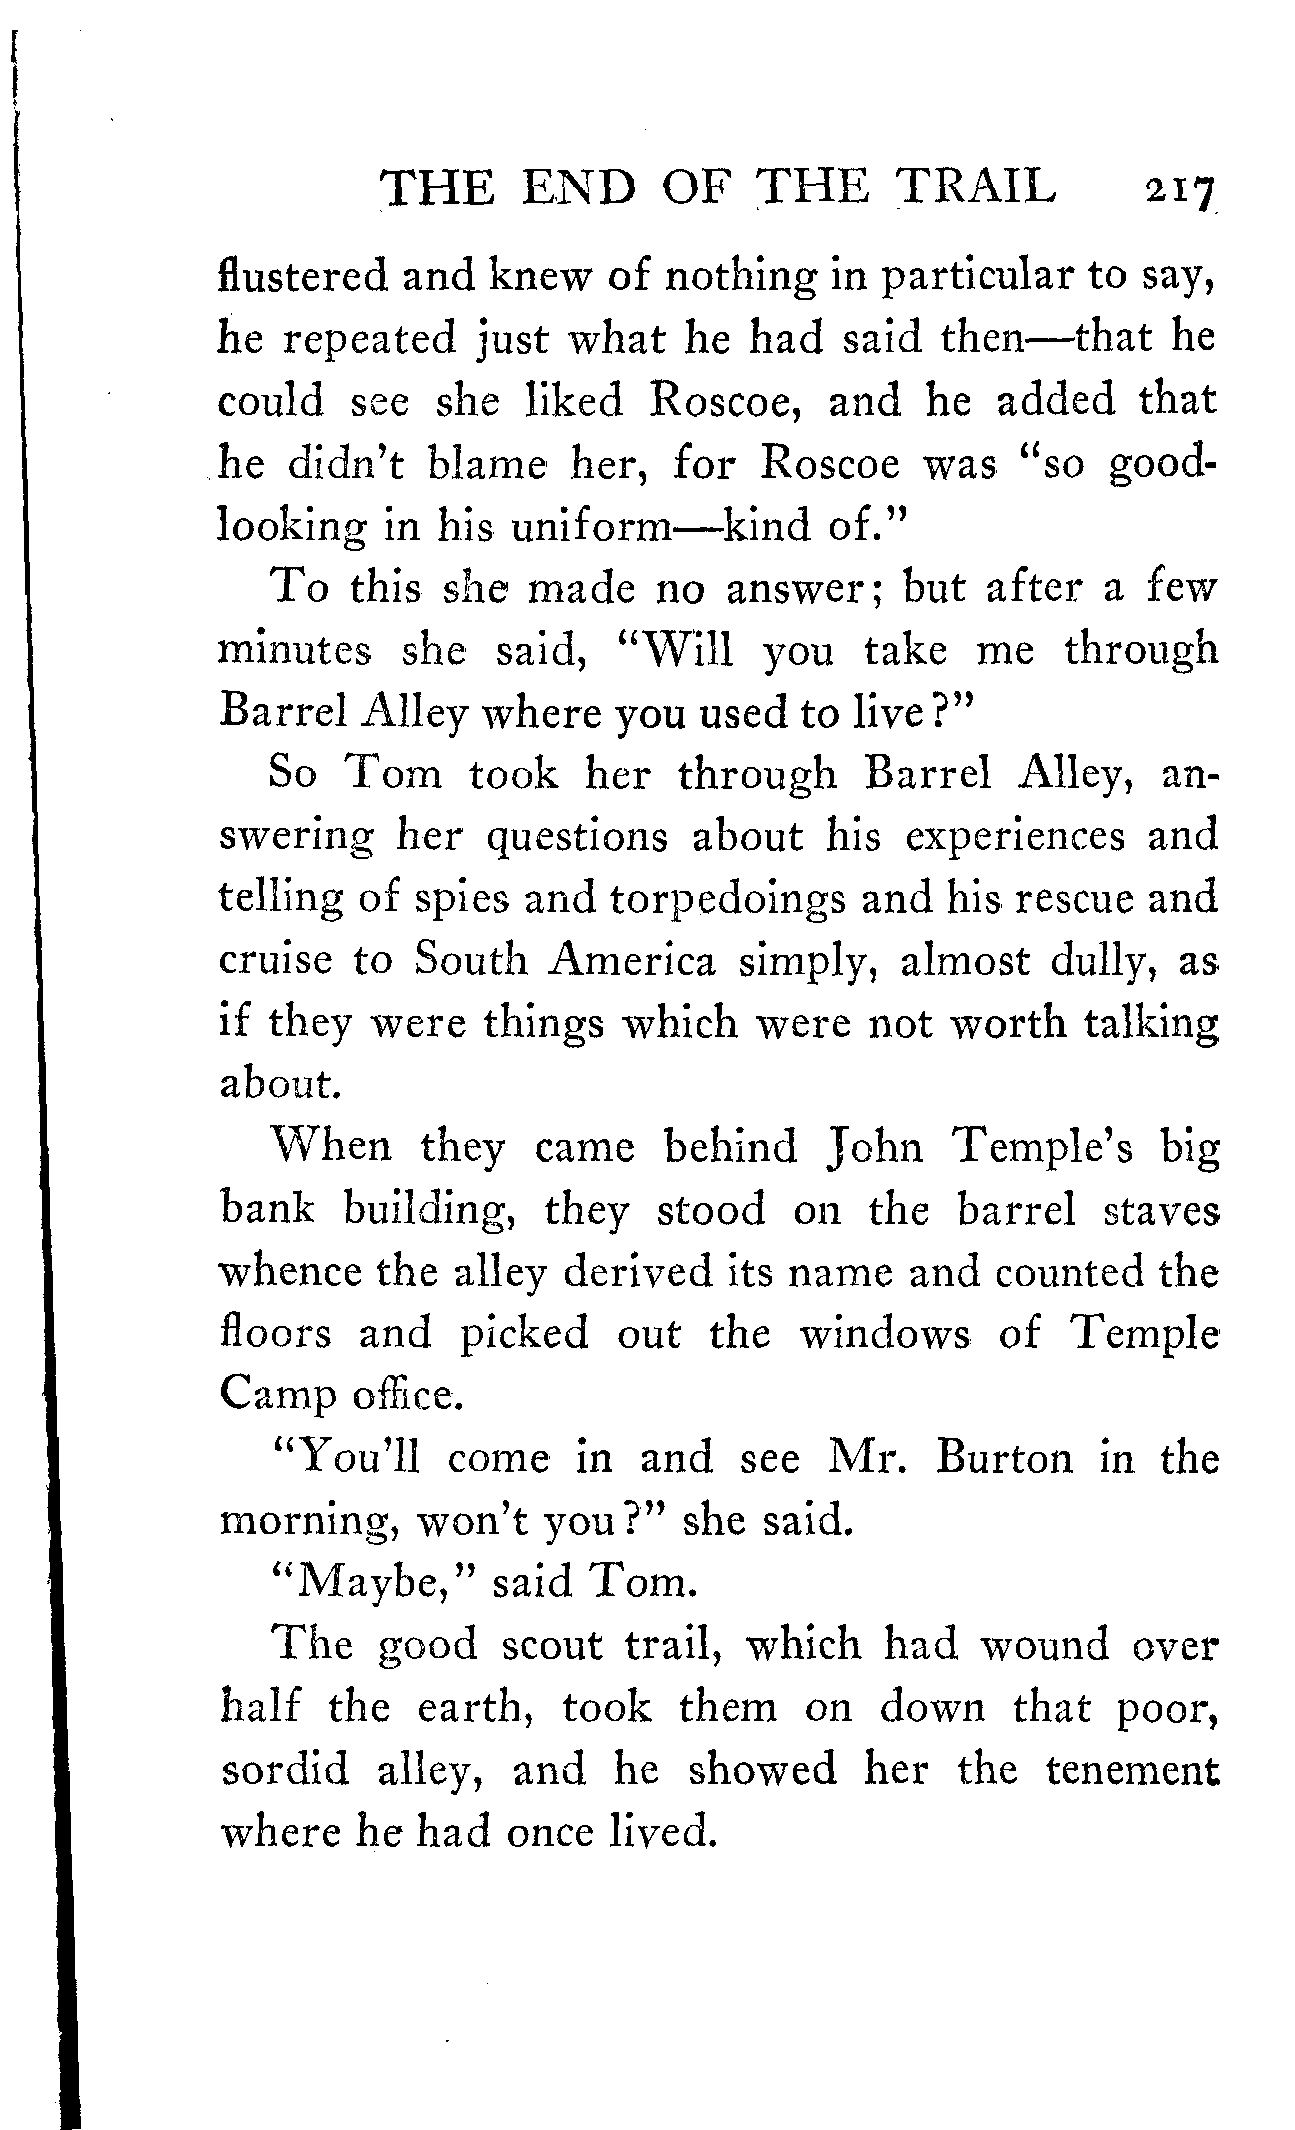 THE END OF THE TRAIL 217
flustered and knew of nothing in particular to say,
he repeated just what he had said then—that he
could see she liked Roscoe, and he added that
he didn't blame her, for Roscoe was "so good-
looking in his uniform—kind of."
To this she made no answer; but after a few
minutes she said, "Will you take me through
Barrel Alley where you used to live?"
So Tom took her through Barrel Alley, an-
swering her questions about his experiences and
telling of spies and torpedoings and his rescue and
cruise to South America simply, almost dully, as
if they were things which were not worth talking
about.
When they came behind John Temple's big
bank building, they stood on the barrel staves
whence the alley derived its name and counted the
floors and picked out the windows of Temple
Camp office.
"You'll come in and see Mr. Burton in the
morning, won't you?" she said.
"Maybe," said Tom.
The good scout trail, which had wound over
half the earth, took them on down that poor,
sordid alley, and he showed her the tenement
where he had once lived.